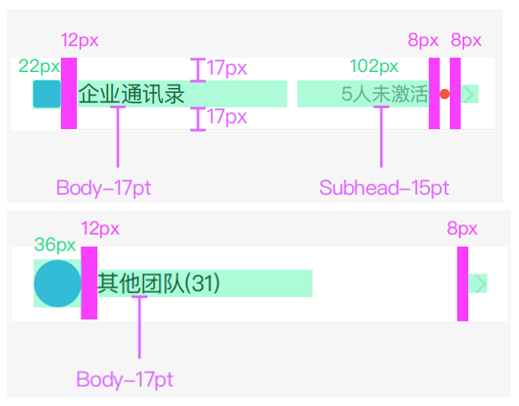 12px
8px
8px
22px
17px
102px
企业通讯录
5人未激活
17px
Body-17pt
Subhead-15pt
12px
8px
36px
其他团队(31)
Body-17pt